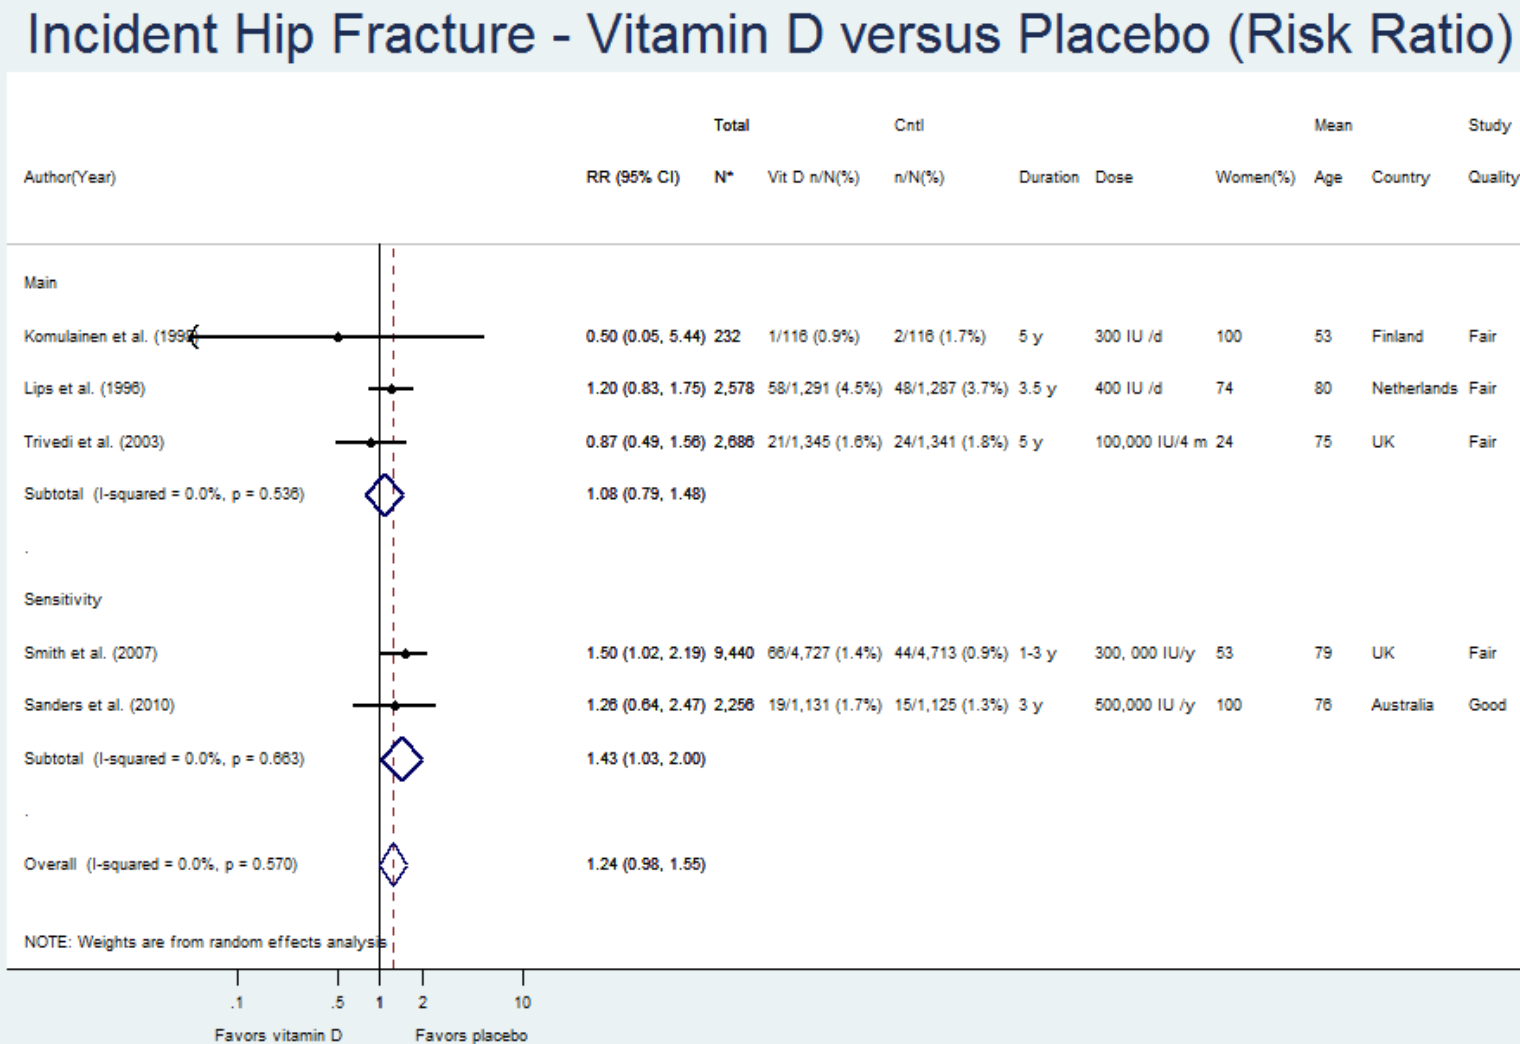 Incident Hip Fracture - Vitamin D versus Placebo (Risk Ratio)
Total Cntl Mean Study
Author(Year) RR (95% CI) N* Vit D n/N(%) n/N(%) Duration Dose Women(%) Age Country Quality
Main
Komulainen et al. (1998 0.50 (0.05, 5.44) 232 1/116 (0.9%) 2/116 (1.7%) 5 y 300 IU /d 100 53 Finland Fair
Lips et al. (1996) 1.20 (0.83, 1.75) 2,578 58/1,291 (4.5%) 48/1,287 (3.7%) 3.5 y 400 IU /d 74 80 Netherlands Fair
Trivedi et al. (2003) 0.87 (0.49, 1.56) 2,686 21/1,345 (1.6%) 24/1,341 (1.8%) 5 y 100,000 IU/4 m 24 75 UK Fair
Subtotal (I-squared = 0.0%, p = 0.536) 1.08 (0.79, 1.48)
.
Sensitivity
Smith et al. (2007) 1.50 (1.02, 2.19) 9,440 66/4,727 (1.4%) 44/4,713 (0.9%) 1-3 y 300, 000 IU/y 53 79 UK Fair
Sanders et al. (2010) 1.26 (0.64, 2.47) 2,256 19/1,131 (1.7%) 15/1,125 (1.3%) 3 y 500,000 IU /y 100 76 Australia Good
Subtotal (I-squared = 0.0%, p = 0.663) 1.43 (1.03, 2.00)
.
Overall (I-squared = 0.0%, p = 0.570) 1.24 (0.98, 1.55)
NOTE: Weights are from random effects analysis
.1 .5 1 2 10
Favors vitamin D Favors placebo